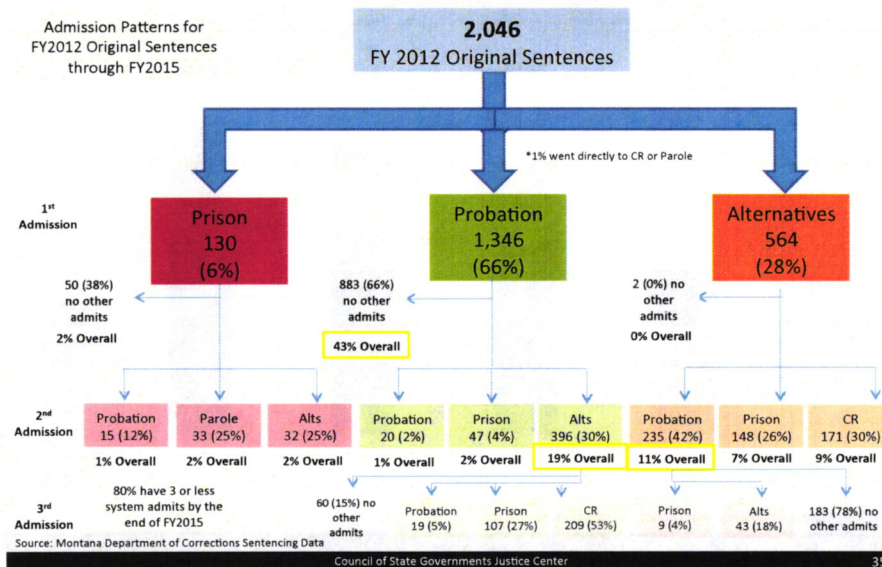 Admission Patterns for
FY2012 Original Sentences
through FY2015
2,046
FY 2012 Original Sentences
*1% went directly to CR or Parole
1st
Admission
Prison
130
(6%)
Probation
1,346
(66%)
Alternatives
564
(28%)
50 (38%)
no other
admits
2% Overall
883 (66%)
no other
admits
43% Overall
2 (0%) no
other
admits
0% Overall
2nd
Admission
Probation
15 (12%)
1% Overall
Parole
33 (25%)
2% Overall
Alts
32 (25%)
2% Overall
Probation
20 (2%)
1% Overall
Prison
47 (4%)
2% Overall
Alts
396 (30%)
19% Overall
Probation
235 (42%)
11% Overall
Prison
148 (26%)
7% Overall
CR
171 (30%)
9% Overall
3rd
Admission
80% have 3 or less
system admits by the
end of FY2015
60 (15%) no
other
admits
Probation
19 (5%)
Prison
107 (27%)
CR
209 (53%)
Prison
9 (4%)
Alts
43 (18%)
183 (78%) no
other admits
Source: Montana Department of Corrections Sentencing Data
Council of State Governments Justice Center